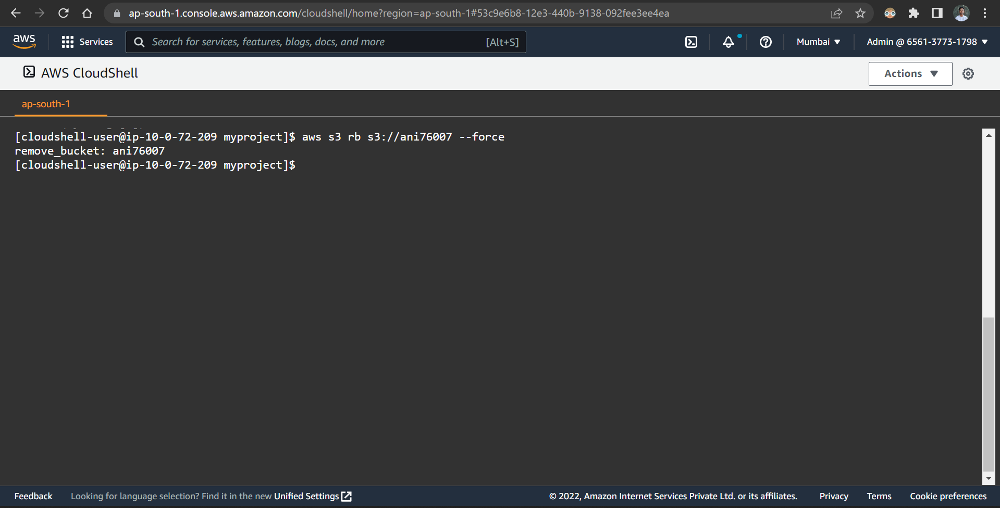 ap-south-1.console.aws.amazon.com/cloudshell/home?region=ap-south-1#53c9e6b8-12e3-440b-9138-092fee3ee4ea
aws
Services
Search for services, features, blogs, docs, and more
[Alt+S]
Mumbai
Admin @ 6561-3773-1798
AWS CloudShell
Actions
ap-south-1
[cloudshell-user@ip-10-0-72-209 myproject]$ aws s3 rb s3://ani76007 --force
remove_bucket: ani76007
[cloudshell-user@ip-10-0-72-209 myproject]$
Feedback
Looking for language selection? Find it in the new Unified Settings
© 2022, Amazon Internet Services Private Ltd. or its affiliates.
Privacy
Terms
Cookie preferences